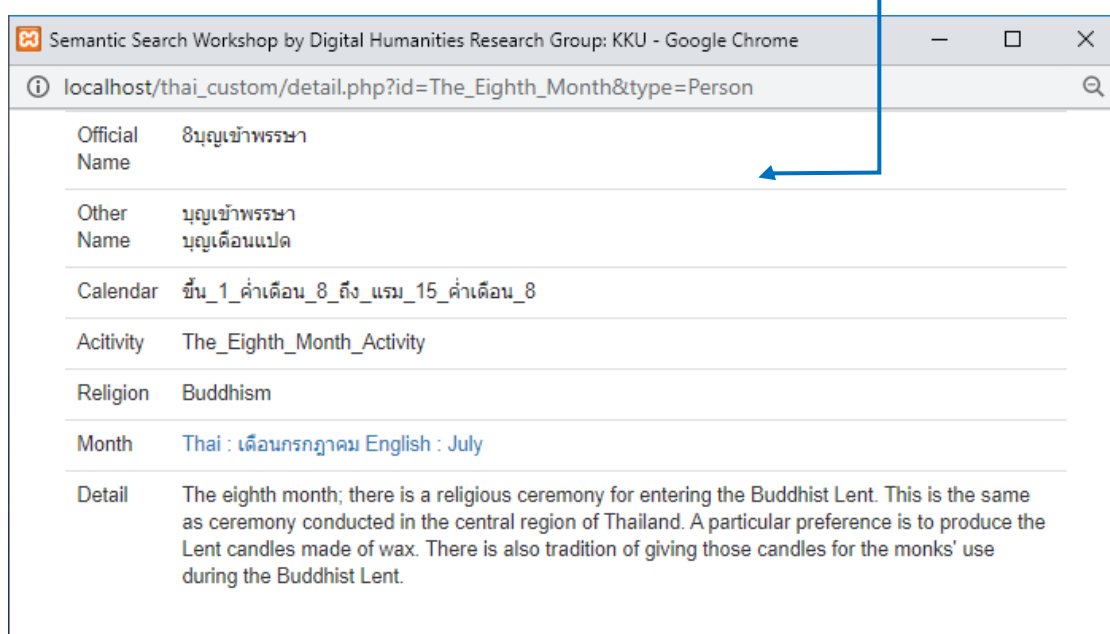 Semantic Search Workshop by Digital Humanities Research Group: KKU - Google Chrome
localhost/thai_custom/detail.php?id=The_Eighth_Month&type=Person
Official 8บุญเข้าพรรษา
Name
Other บุญเข้าพรรษา
Name บุญเดือนแปด
Calendar ขึ้น_1_ค่ำเดือน_8_ถึง_แรม_15_ค่ำเดือน_8
Acitivity The_Eighth_Month_Activity
Religion Buddhism
Month Thai : เดือนกรกฎาคม English : July
Detail The eighth month; there is a religious ceremony for entering the Buddhist Lent. This is the same
as ceremony conducted in the central region of Thailand. A particular preference is to produce the
Lent candles made of wax. There is also tradition of giving those candles for the monks' use
during the Buddhist Lent.